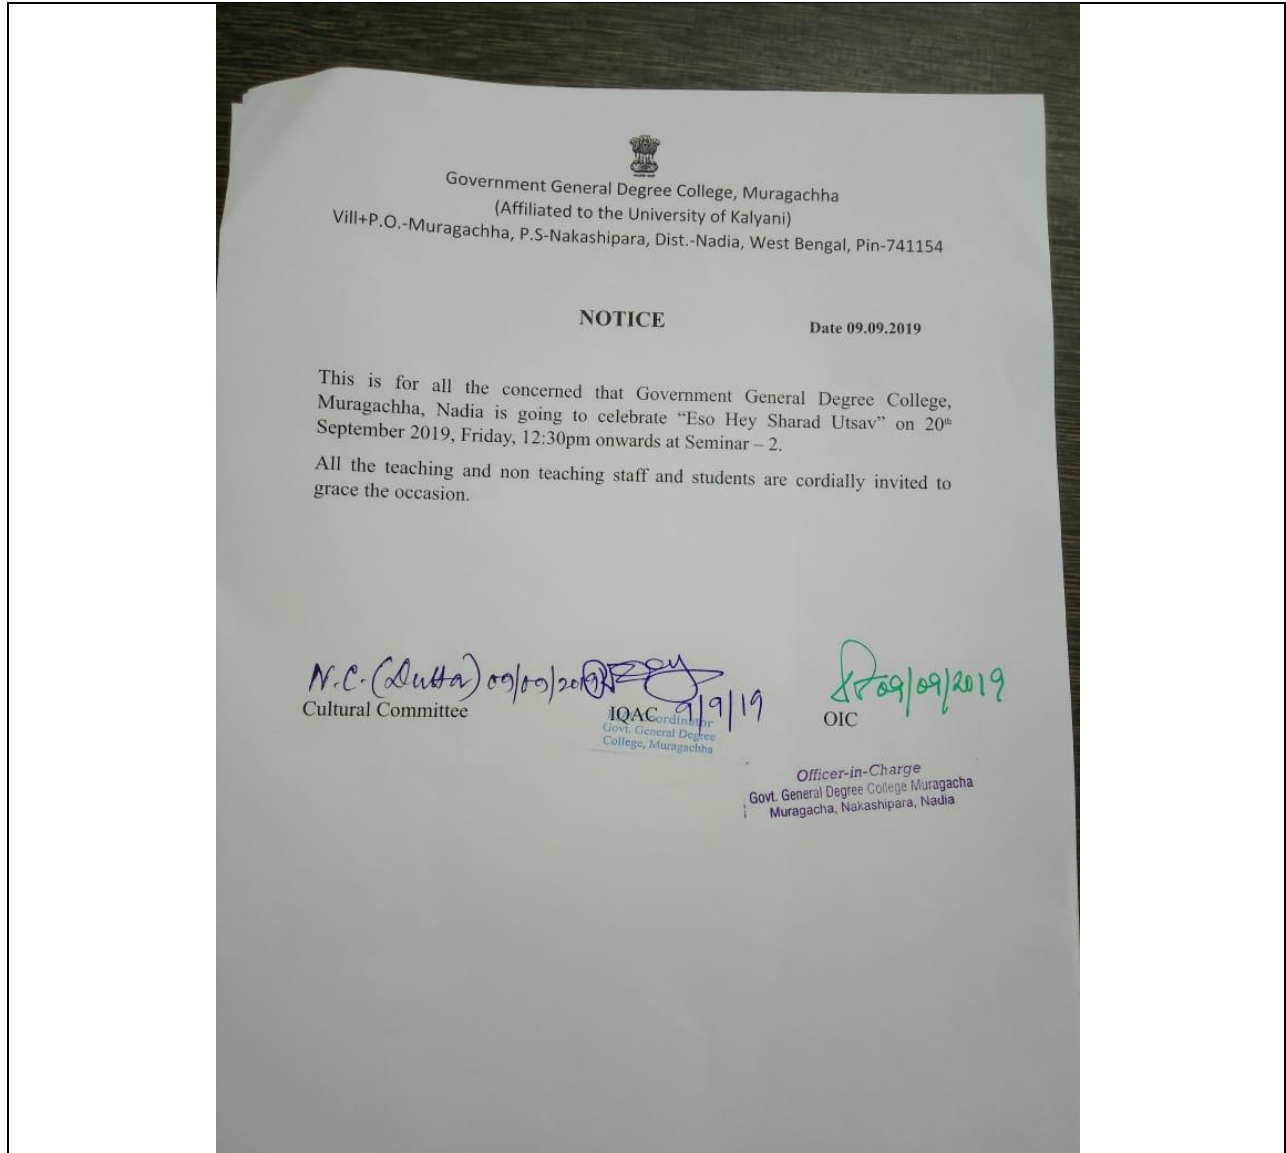 Government General Degree College, Muragachha
(Affiliated to the University of Kalyani)
Vill+P.O.-Muragachha, P.S-Nakashipara, Dist.-Nadia, West Bengal, Pin-741154
NOTICE
Date 09.09.2019
This is for all the concerned that Government General Degree College,
Muragachha, Nadia is going to celebrate “Eso Hey Sharad Utsav” on 20th
September 2019, Friday, 12:30pm onwards at Seminar – 2.
All the teaching and non teaching staff and students are cordially invited to
grace the occasion.
N.C. (Dutta) 09/09/2019
Cultural Committee
9/9/19
IQAC
Coordinator
Govt. General Degree
College, Muragachha
09/09/2019
OIC
Officer-in-Charge
Govt. General Degree College Muragacha
Muragacha, Nakashipara, Nadia